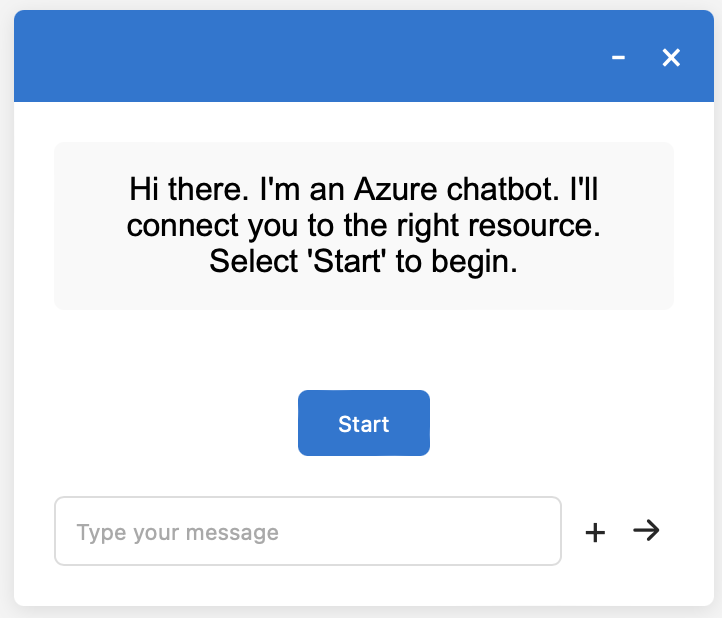 Hi there. I'm an Azure chatbot. I'll
connect you to the right resource.
Select 'Start' to begin.
Start
Type your message